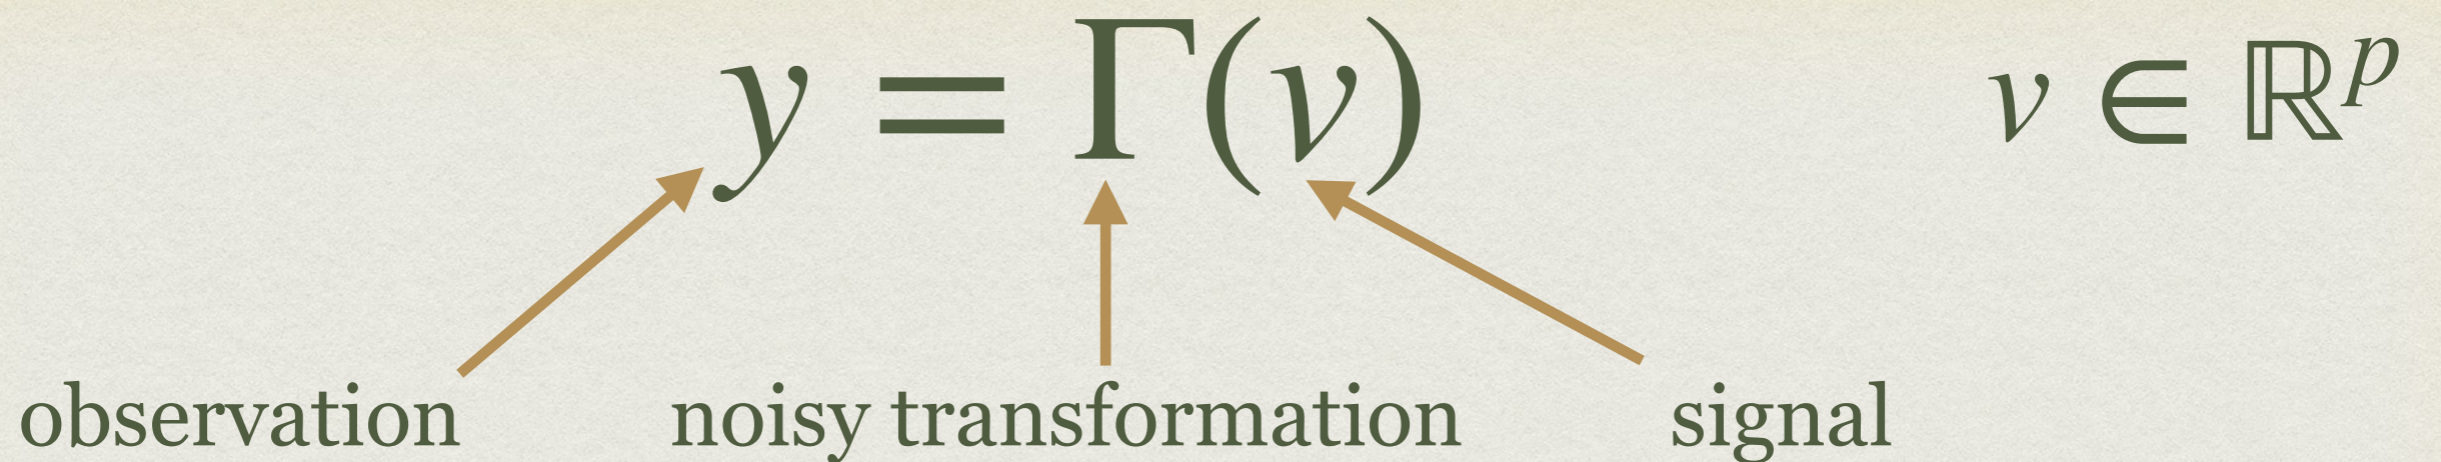 y = Γ(v) v ∈ ℝ^p
observation noisy transformation signal